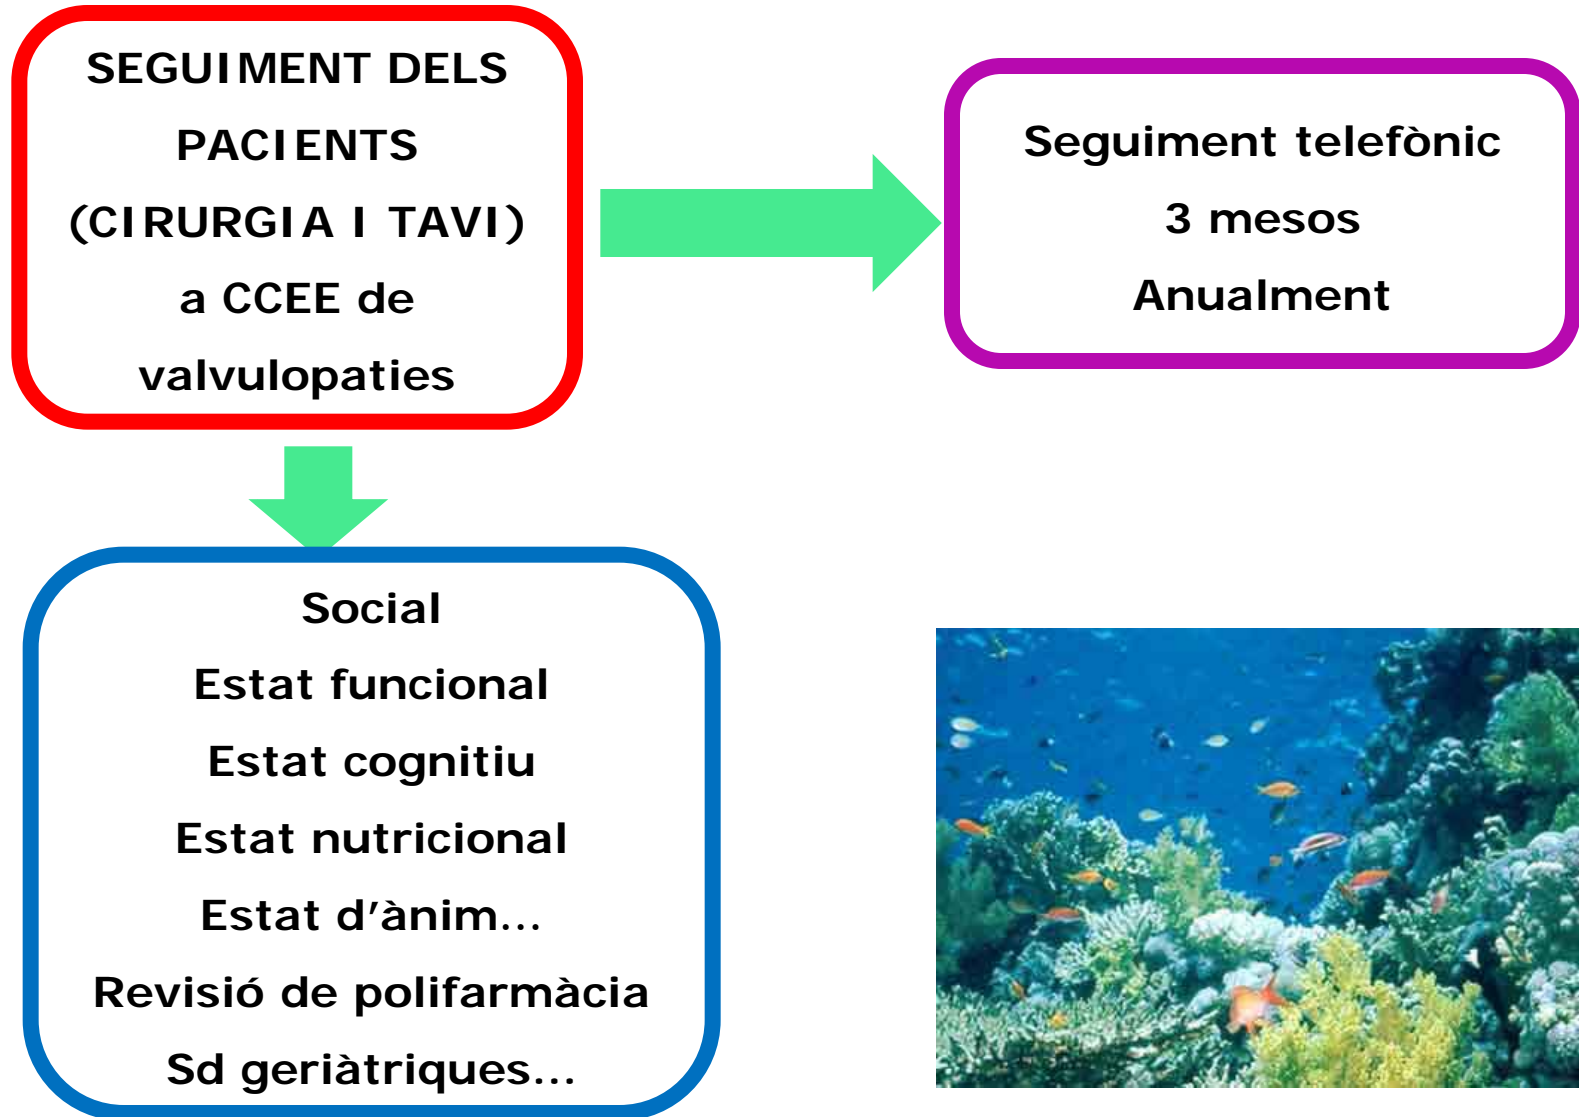 SEGUIMENT DELS
PACIENTS
(CIRURGIA I TAVI)
a CCEE de
valvulopaties
Seguiment telefònic
3 mesos
Anualment
Social
Estat funcional
Estat cognitiu
Estat nutricional
Estat d'ànim...
Revisió de polifarmàcia
Sd geriàtriques...